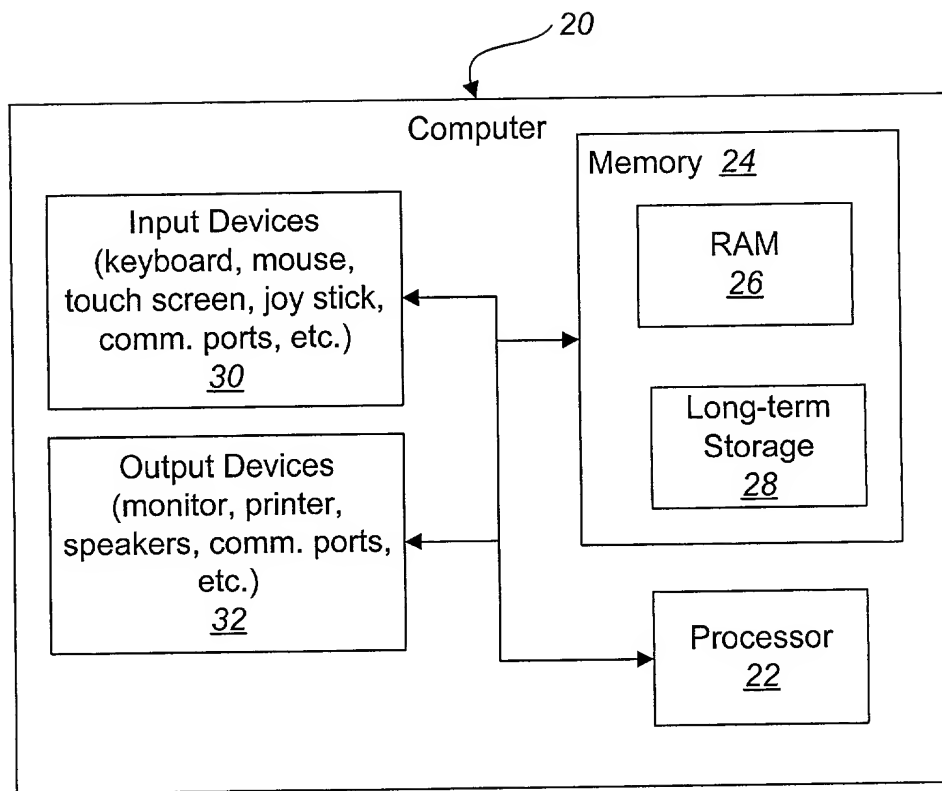 20
Computer
Input Devices
(keyboard, mouse,
touch screen, joy stick,
comm. ports, etc.)
30
Output Devices
(monitor, printer,
speakers, comm. ports,
etc.)
32
Memory 24
RAM
26
Long-term
Storage
28
Processor
22